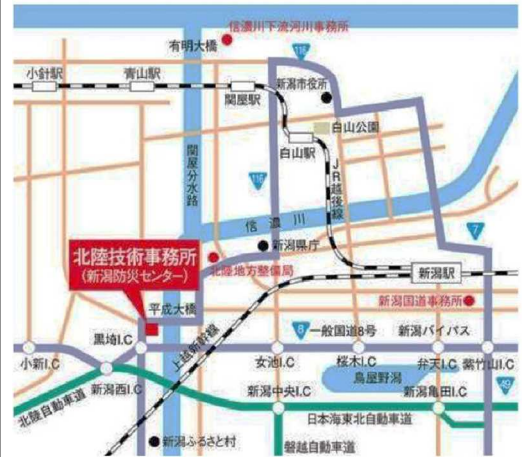 信濃川下流河川事務所
有明大橋
116
小針駅
青山駅
関屋駅
新潟市役所
白山公園
白山駅
関屋分水路
116
JR越後線
信濃川
7
新潟県庁
北陸技術事務所
(新潟防災センター)
北陸地方整備局
新潟駅
新潟国道事務所
平成大橋
上越新幹線
黒埼I.C
8
一般国道8号
新潟バイパス
小新I.C
女池I.C
桜木I.C
弁天I.C
紫竹山I.C
鳥屋野潟
新潟西I.C
新潟中央I.C
新潟亀田I.C
49
北陸自動車道
日本海東北自動車道
新潟ふるさと村
磐越自動車道